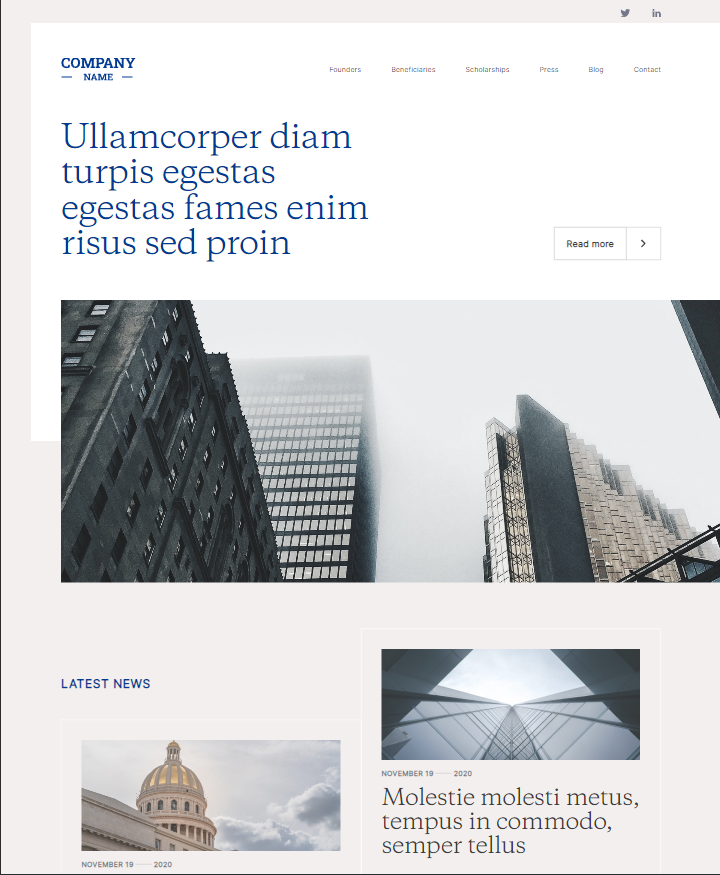 COMPANY
NAME
Founders Beneficiaries Scholarships Press Blog Contact
Ullamcorper diam
turpis egestas
egestas fames enim
risus sed proin
Read more
LATEST NEWS
NOVEMBER 19 2020
Molestie molesti metus,
tempus in commodo,
semper tellus
NOVEMBER 19 2020